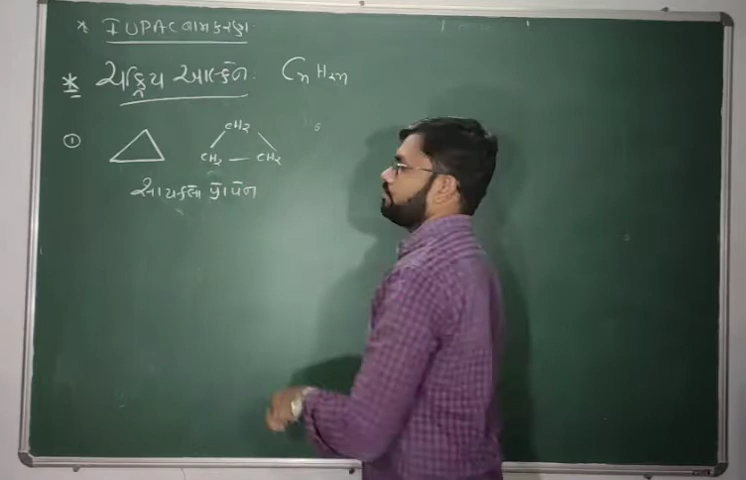 * IUPAC નામકરણ
* ચક્રિય આલ્કેન. CnH2n
①
CH2
CH2 — CH2
સાયક્લો પ્રોપેન